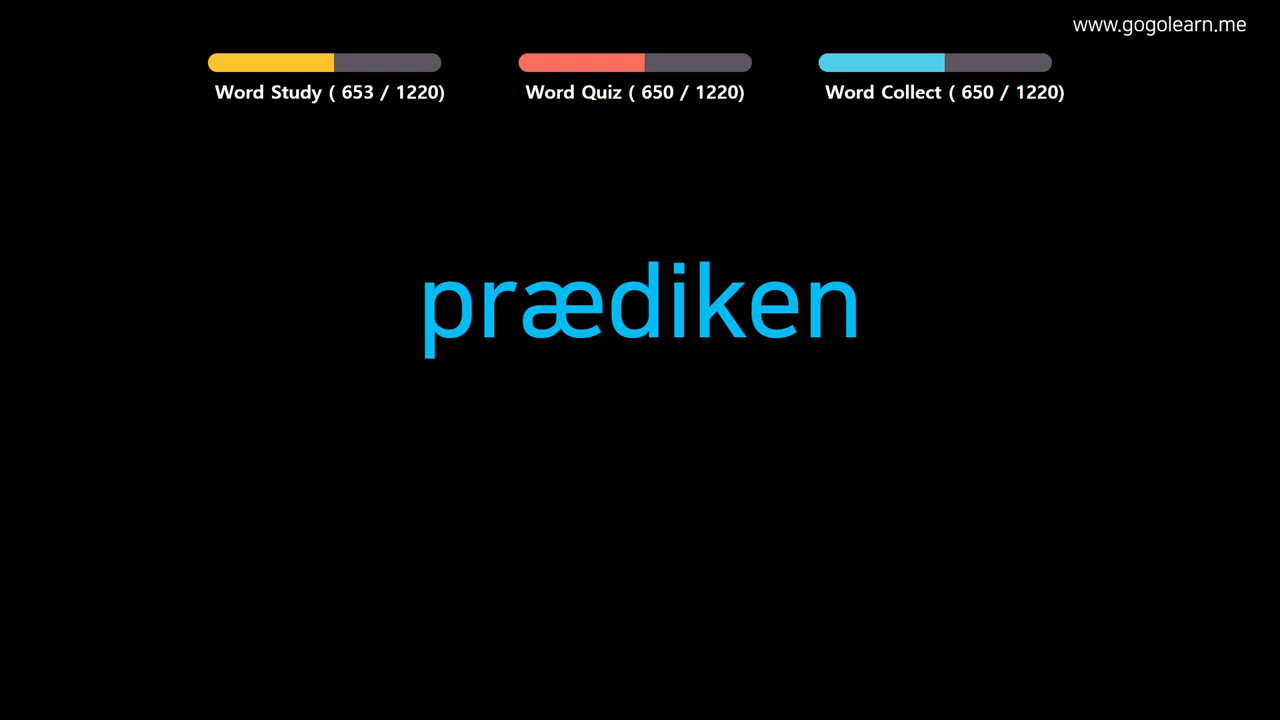 www.gogolearn.me
Word Study ( 653 / 1220)
Word Quiz ( 650 / 1220)
Word Collect ( 650 / 1220)
prædiken